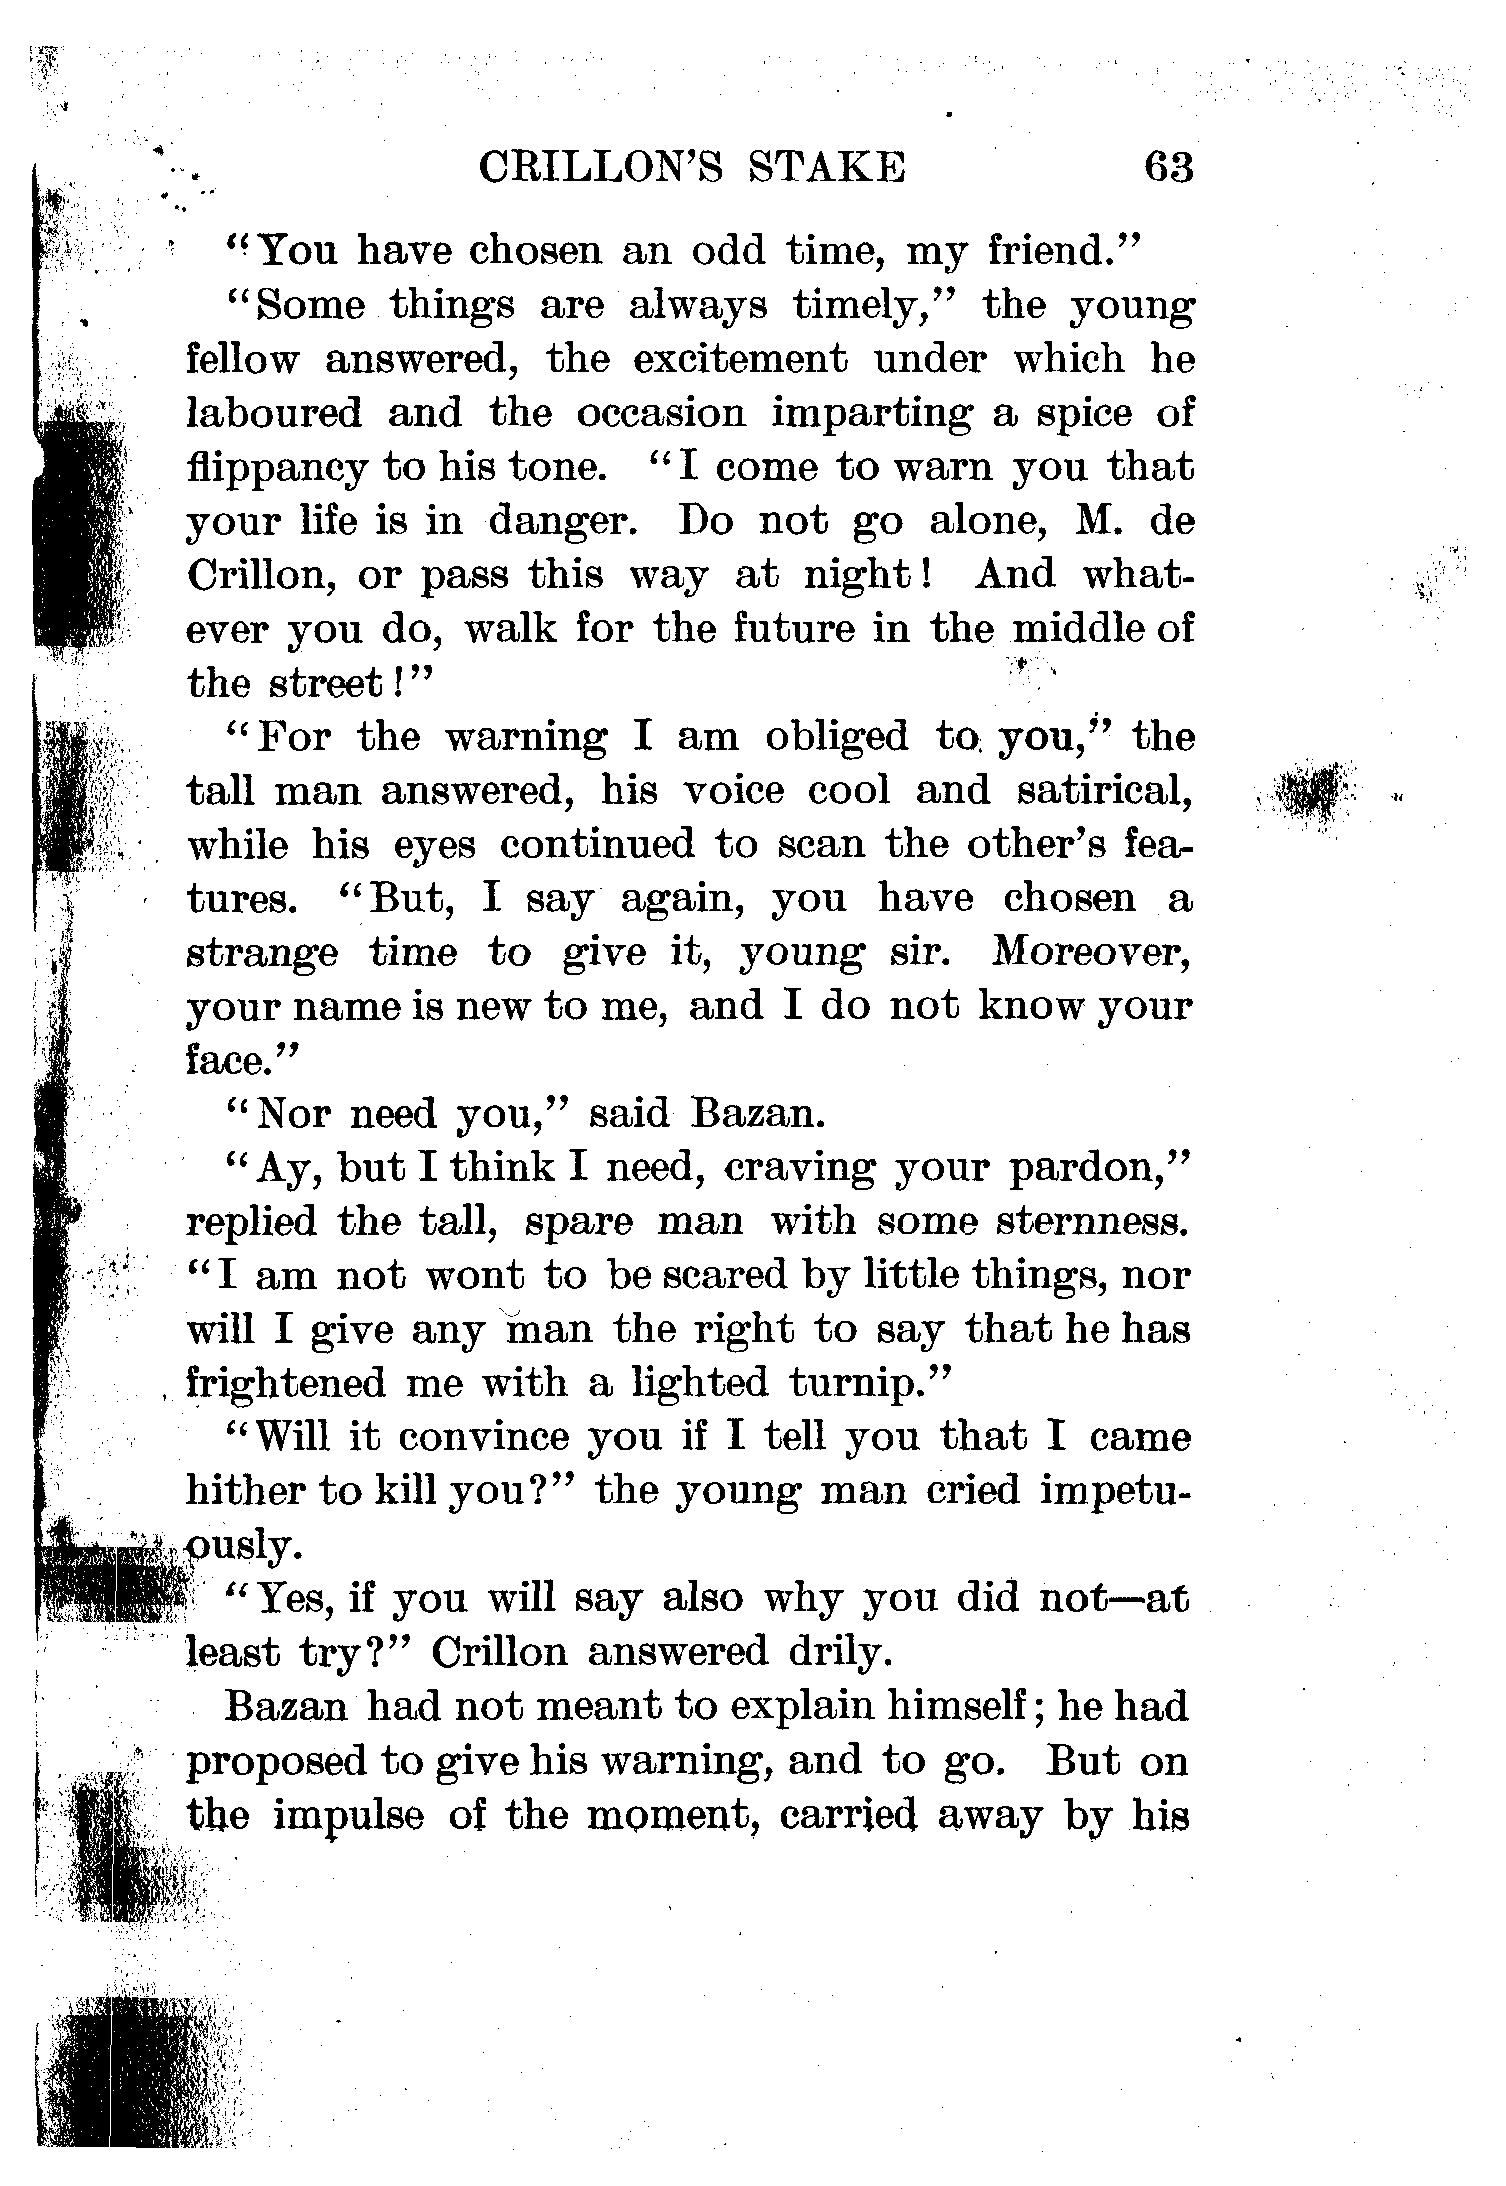 CRILLON'S STAKE 63
“You have chosen an odd time, my friend.”
“Some things are always timely,” the young
fellow answered, the excitement under which he
laboured and the occasion imparting a spice of
flippancy to his tone. “I come to warn you that
your life is in danger. Do not go alone, M. de
Crillon, or pass this way at night! And what-
ever you do, walk for the future in the middle of
the street!”
“For the warning I am obliged to you,” the
tall man answered, his voice cool and satirical,
while his eyes continued to scan the other's fea-
tures. “But, I say again, you have chosen a
strange time to give it, young sir. Moreover,
your name is new to me, and I do not know your
face.”
“Nor need you,” said Bazan.
“Ay, but I think I need, craving your pardon,”
replied the tall, spare man with some sternness.
“I am not wont to be scared by little things, nor
will I give any man the right to say that he has
frightened me with a lighted turnip.”
“Will it convince you if I tell you that I came
hither to kill you?” the young man cried impetu-
ously.
“Yes, if you will say also why you did not—at
least try?” Crillon answered drily.
Bazan had not meant to explain himself; he had
proposed to give his warning, and to go. But on
the impulse of the moment, carried away by his